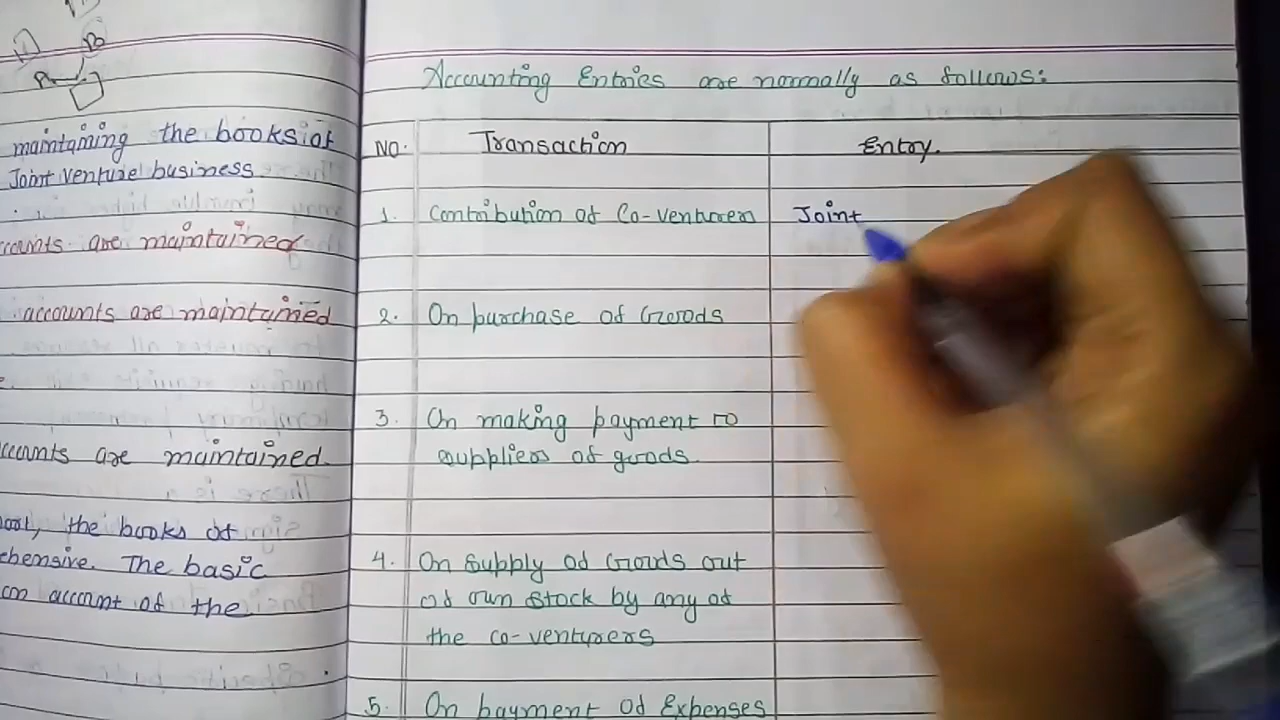 maintaining the books of
Joint venture business
accounts are maintained
accounts are maintained
accounts are maintained.
the books of
The basic
on account of the
Accounting Entries are normally as follows:
No. Transaction Entry.
1. Contribution of Co-venturers Joint
2. On purchase of Goods
3. On making payment to
suppliers of goods.
4. On Supply of Goods out
of own Stock by any of
the co-venturers
5. On payment of Expenses